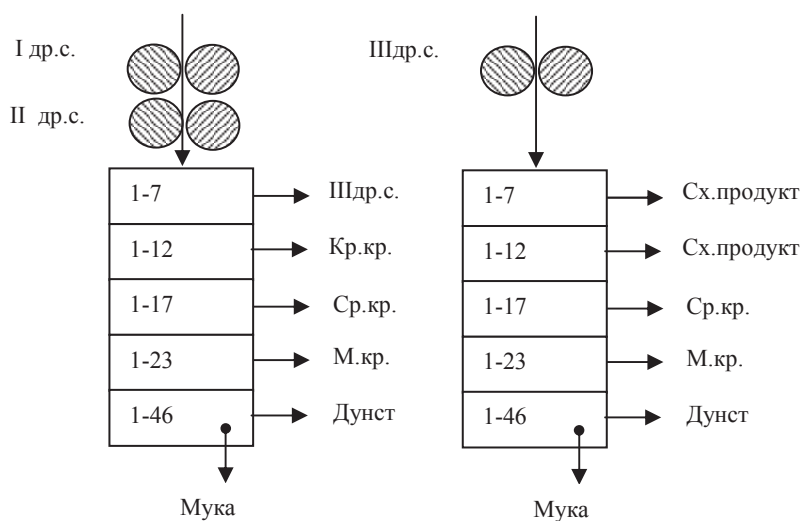 I др.с.
II др.с.
1-7
IIIдр.с.
1-12
Кр.кр.
1-17
Ср.кр.
1-23
М.кр.
1-46
Дунст
Мука
IIIдр.с.
1-7
Сх.продукт
1-12
Сх.продукт
1-17
Ср.кр.
1-23
М.кр.
1-46
Дунст
Мука